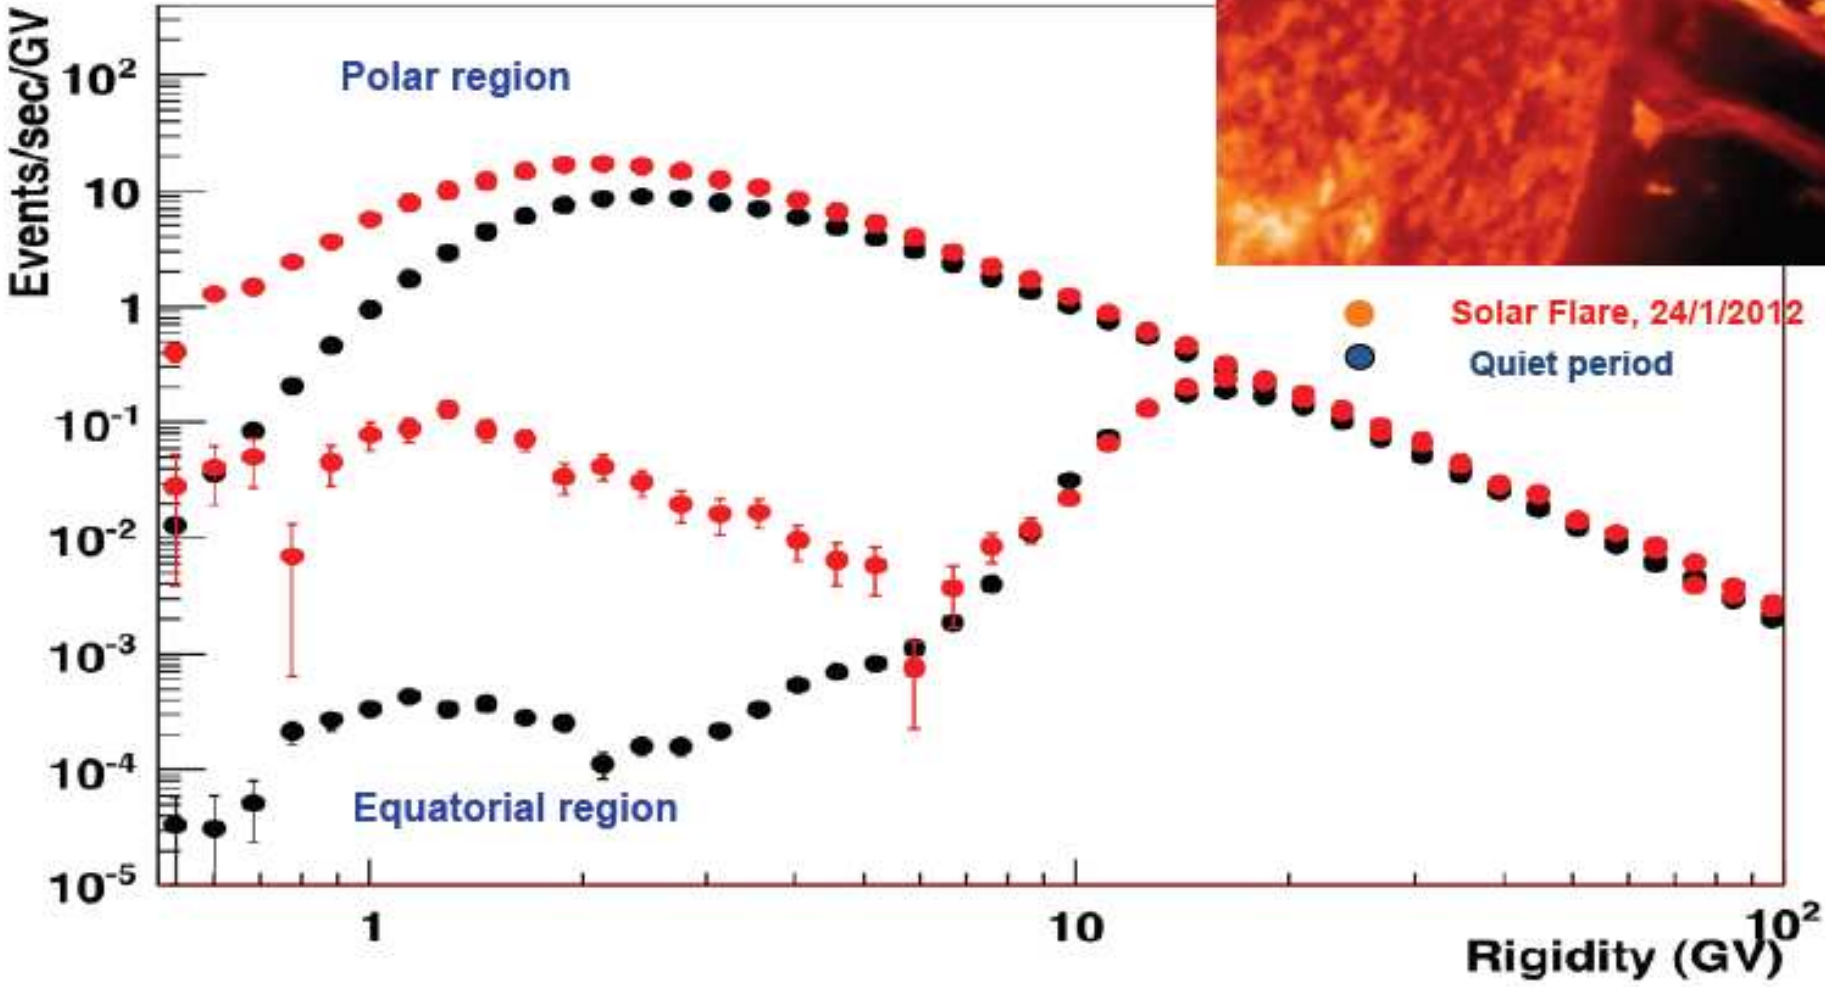 Events/sec/GV
10²
10
1
10⁻¹
10⁻²
10⁻³
10⁻⁴
10⁻⁵
Polar region
Solar Flare, 24/1/2012
Quiet period
Equatorial region
1
10
10²
Rigidity (GV)